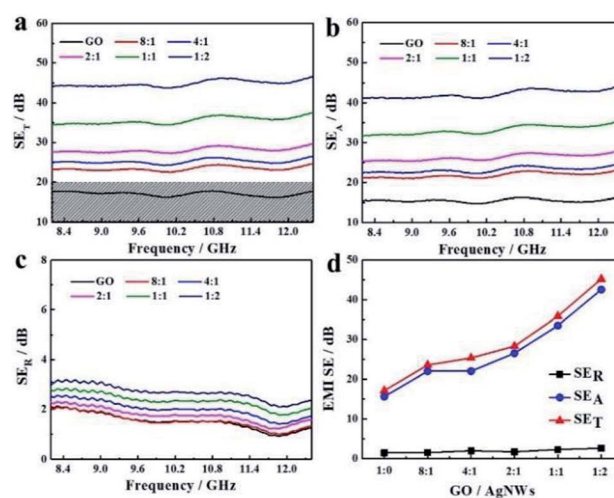 a
60
50
40
30
20
10
SE_T / dB
GO 8:1 4:1
2:1 1:1 1:2
8.4 9.0 9.6 10.2 10.8 11.4 12.0
Frequency / GHz
b
60
50
40
30
20
10
SE_A / dB
GO 8:1 4:1
2:1 1:1 1:2
8.4 9.0 9.6 10.2 10.8 11.4 12.0
Frequency / GHz
c
8
6
4
2
0
SE_R / dB
GO 8:1 4:1
2:1 1:1 1:2
8.4 9.0 9.6 10.2 10.8 11.4 12.0
Frequency / GHz
d
50
40
30
20
10
0
EMI SE / dB
SE_R
SE_A
SE_T
1:0 8:1 4:1 2:1 1:1 1:2
GO / AgNWs